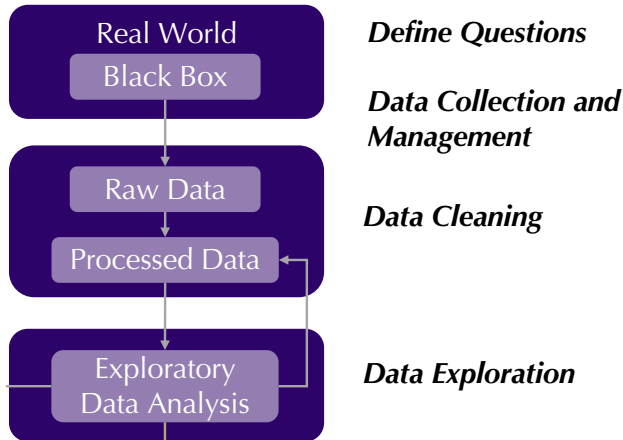 Real World
Define Questions
Black Box
Data Collection and
Management
Raw Data
Data Cleaning
Processed Data
Exploratory
Data Analysis
Data Exploration